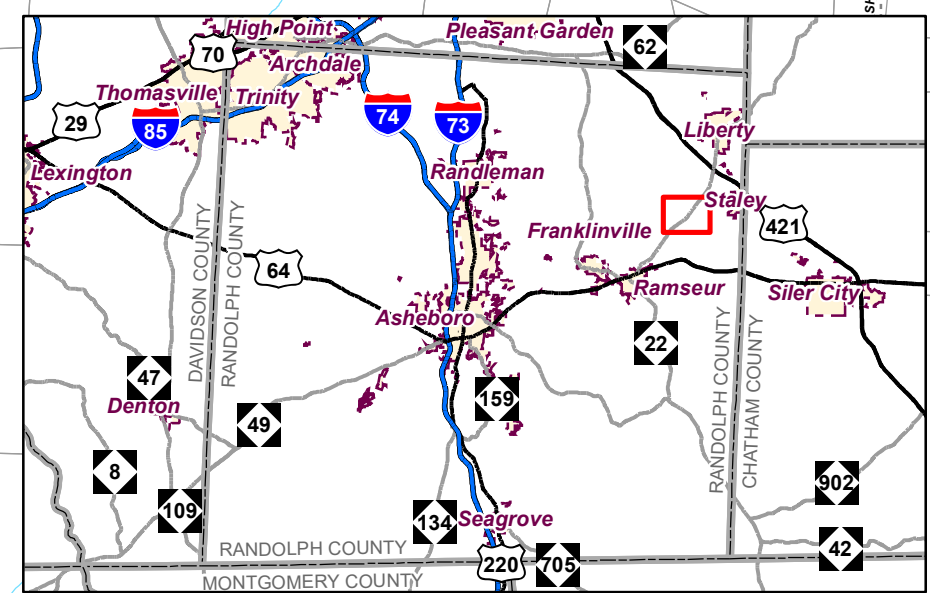 SH
High Point
Pleasant Garden
70
62
Archdale
Thomasville
Trinity
29
85
74
73
Liberty
Lexington
Randleman
Staley
421
Franklinville
64
DAVIDSON COUNTY
RANDOLPH COUNTY
Ramseur
Siler City
Asheboro
22
RANDOLPH COUNTY
CHATHAM COUNTY
47
Denton
159
49
8
902
109
134
Seagrove
RANDOLPH COUNTY
42
220
705
MONTGOMERY COUNTY